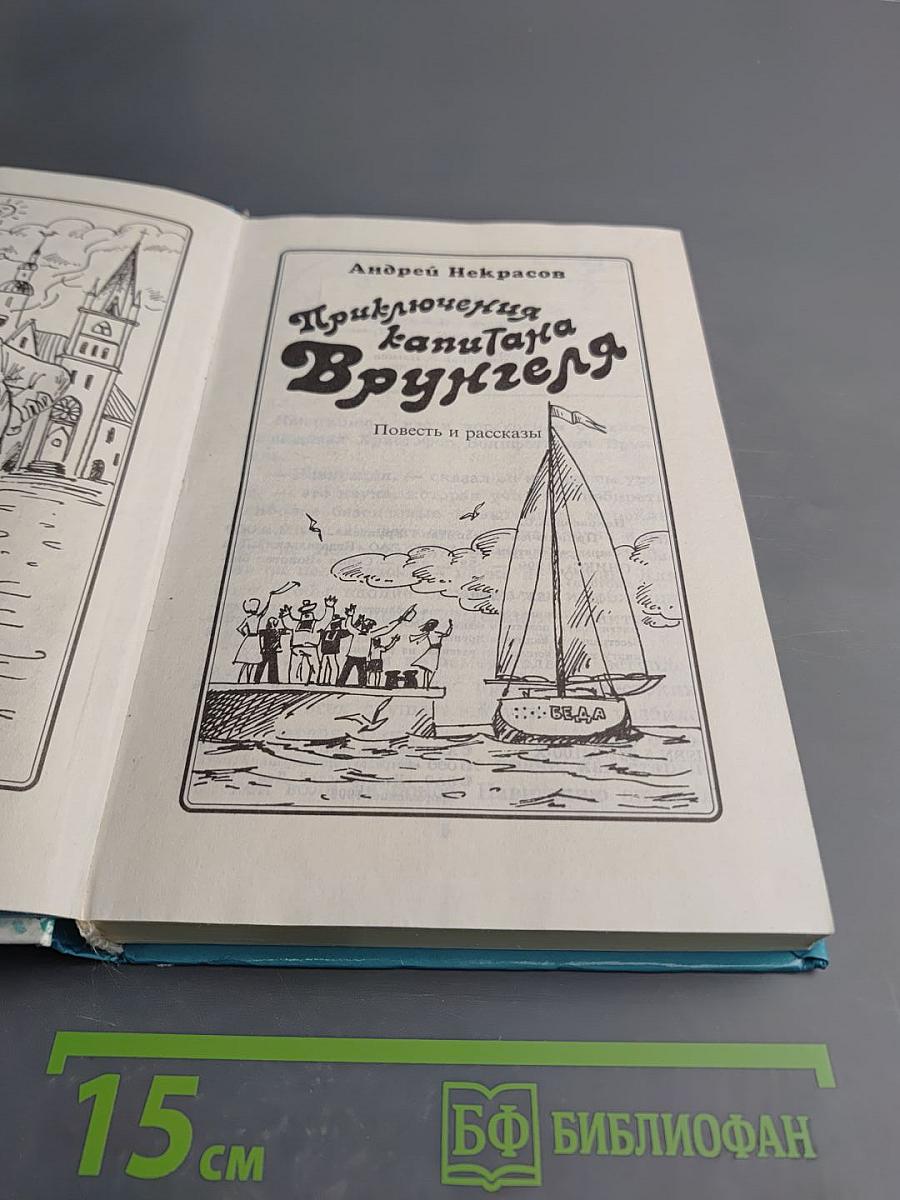 Андрей Некрасов
Приключения
капитана
Врунгеля
Повесть и рассказы
БЕДА
15 см
БФ БИБЛИОФАН